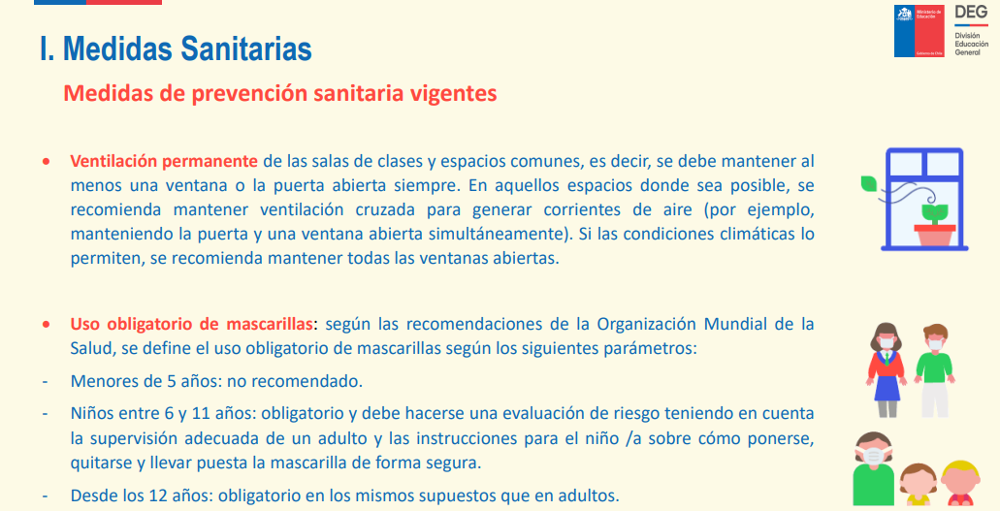 I. Medidas Sanitarias
Ministerio de
Educación
Gobierno de Chile
DEG
División
Educación
General
Medidas de prevención sanitaria vigentes
• Ventilación permanente de las salas de clases y espacios comunes, es decir, se debe mantener al
menos una ventana o la puerta abierta siempre. En aquellos espacios donde sea posible, se
recomienda mantener ventilación cruzada para generar corrientes de aire (por ejemplo,
manteniendo la puerta y una ventana abierta simultáneamente). Si las condiciones climáticas lo
permiten, se recomienda mantener todas las ventanas abiertas.
• Uso obligatorio de mascarillas: según las recomendaciones de la Organización Mundial de la
Salud, se define el uso obligatorio de mascarillas según los siguientes parámetros:
- Menores de 5 años: no recomendado.
- Niños entre 6 y 11 años: obligatorio y debe hacerse una evaluación de riesgo teniendo en cuenta
la supervisión adecuada de un adulto y las instrucciones para el niño /a sobre cómo ponerse,
quitarse y llevar puesta la mascarilla de forma segura.
- Desde los 12 años: obligatorio en los mismos supuestos que en adultos.